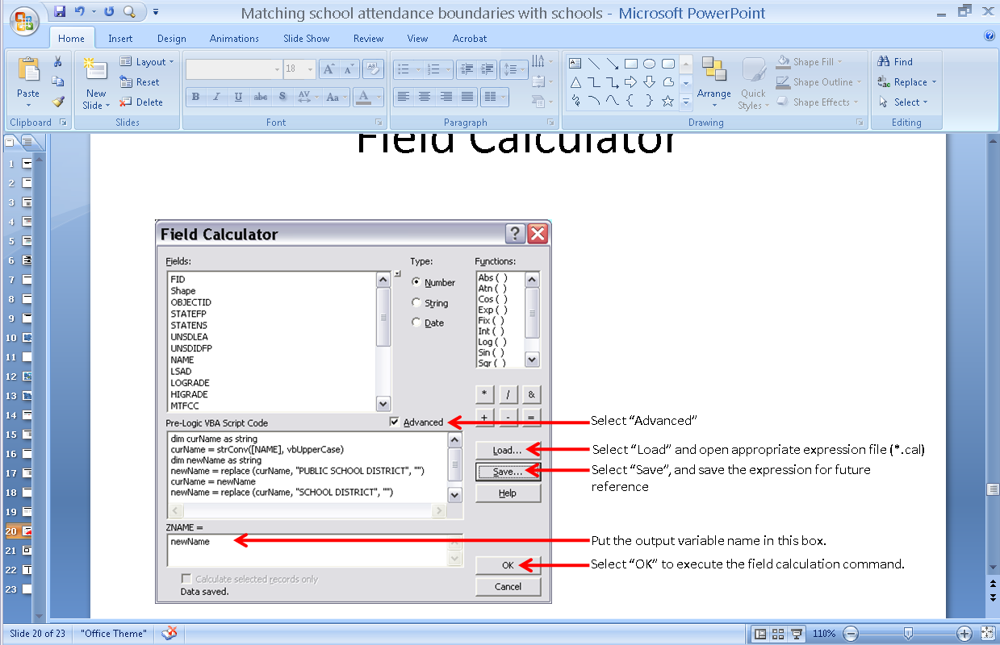 Matching school attendance boundaries with schools - Microsoft PowerPoint
Home Insert Design Animations Slide Show Review View Acrobat
Paste
Clipboard
New Slide
Layout
Reset
Delete
Slides
18
B I U abc S AV Aa A
Font
Paragraph
Arrange
Quick Styles
Shape Fill
Shape Outline
Shape Effects
Drawing
Find
Replace
Select
Editing
1
2
3
4
5
6
7
8
9
10
11
12
13
14
15
16
17
18
19
20
21
22
23
Field Calculator
Field Calculator
Fields:
FID
Shape
OBJECTID
STATEFP
STATENS
UNSDLEA
UNSDIDFP
NAME
LSAD
LOGRADE
HIGRADE
MTFCC
Type:
Number
String
Date
Functions:
Abs ( )
Atn ( )
Cos ( )
Exp ( )
Fix ( )
Int ( )
Log ( )
Sin ( )
Sqr ( )
* / &
+ - =
Pre-Logic VBA Script Code
Advanced
dim curName as string
curName = strConv([NAME], vbUpperCase)
dim newName as string
newName = replace (curName, "PUBLIC SCHOOL DISTRICT", "")
curName = newName
newName = replace (curName, "SCHOOL DISTRICT", "")
Load...
Save...
Help
ZNAME =
newName
OK
Cancel
Calculate selected records only
Data saved.
Select “Advanced”
Select “Load” and open appropriate expression file (*.cal)
Select “Save”, and save the expression for future
reference
Put the output variable name in this box.
Select “OK” to execute the field calculation command.
Slide 20 of 23 "Office Theme" 110%